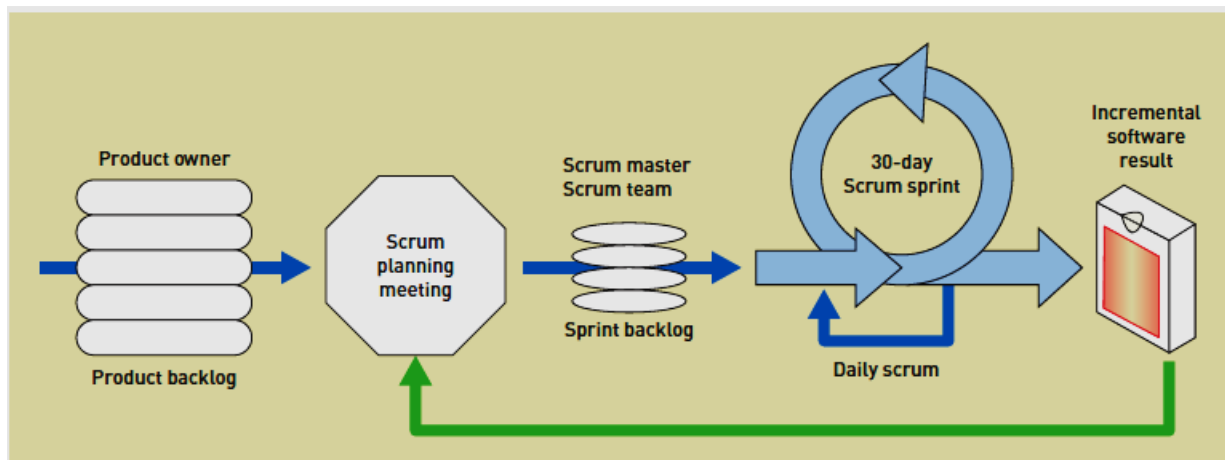 Product owner
Product backlog
Scrum
planning
meeting
Scrum master
Scrum team
Sprint backlog
30-day
Scrum sprint
Daily scrum
Incremental
software
result